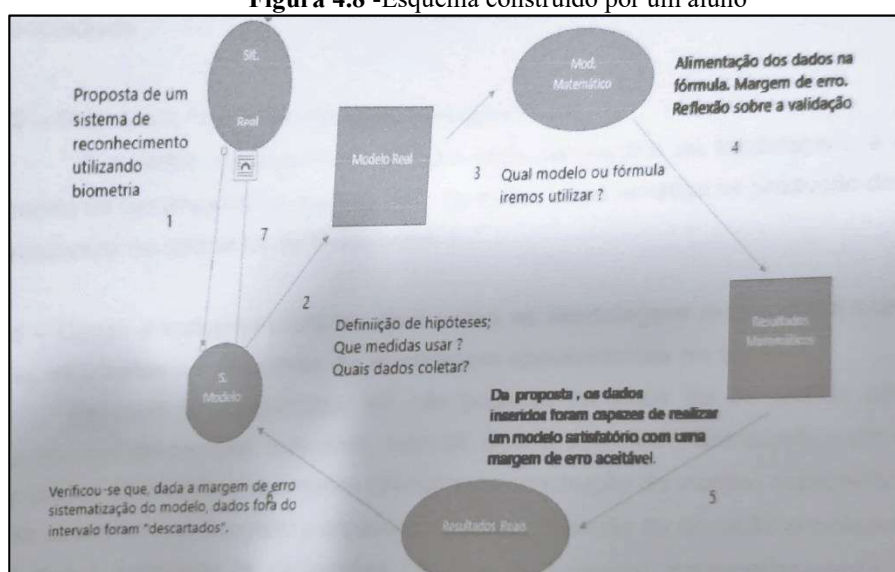 Figura 4.8 -Esquema construído por um aluno
Sit.
Real
Proposta de um
sistema de
reconhecimento
utilizando
biometria
1
7
Modelo Real
2
Mod.
Matemático
3 Qual modelo ou fórmula
iremos utilizar ?
Alimentação dos dados na
fórmula. Margem de erro.
Reflexão sobre a validação
4
Resultados
Matemáticos
Definiição de hipóteses;
Que medidas usar ?
Quais dados coletar?
S.
Modelo
Da proposta , os dados
inseridos foram capazes de realizar
um modelo satisfatório com uma
margem de erro aceitável.
5
Resultados Reais
6
Verificou-se que, dada a margem de erro
sistematização do modelo, dados fora do
intervalo foram "descartados".